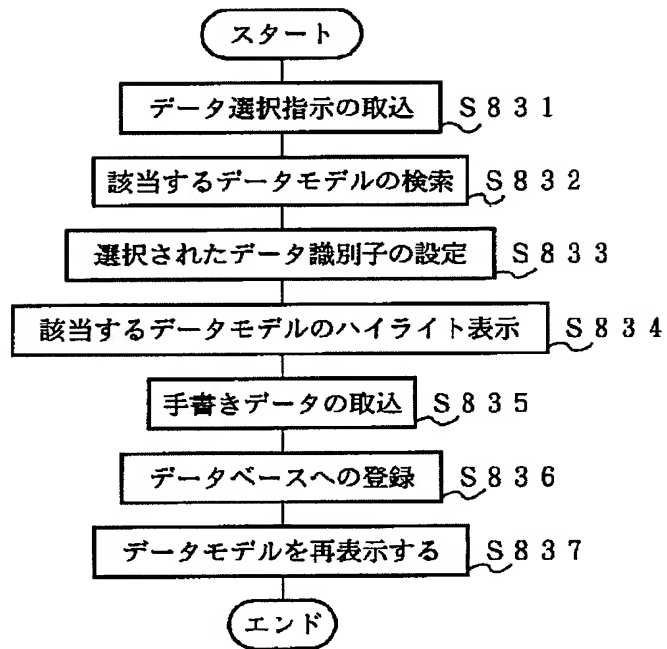 スタート
データ選択指示の取込 S831
該当するデータモデルの検索 S832
選択されたデータ識別子の設定 S833
該当するデータモデルのハイライト表示 S834
手書きデータの取込 S835
データベースへの登録 S836
データモデルを再表示する S837
エンド